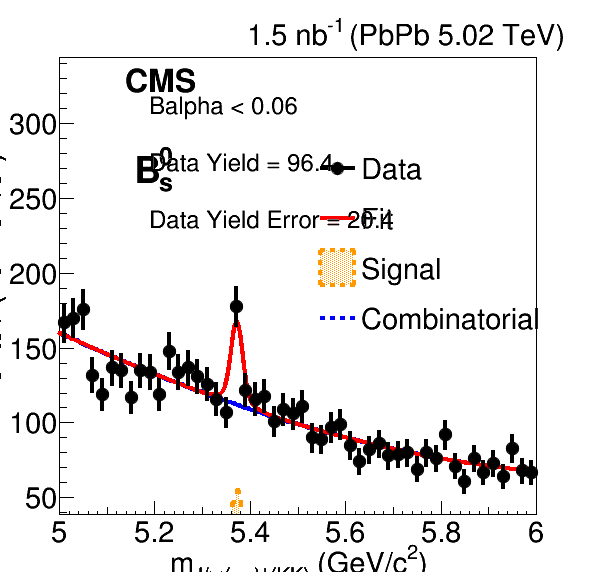 1.5 nb⁻¹ (PbPb 5.02 TeV)
CMS
Balpha < 0.06
B⁰ₛ
Data Yield = 96.4
Data
Data Yield Error = 20.4
Fit
Signal
Combinatorial
300
250
200
150
100
50
5 5.2 5.4 5.6 5.8 6
(GeV/c²)